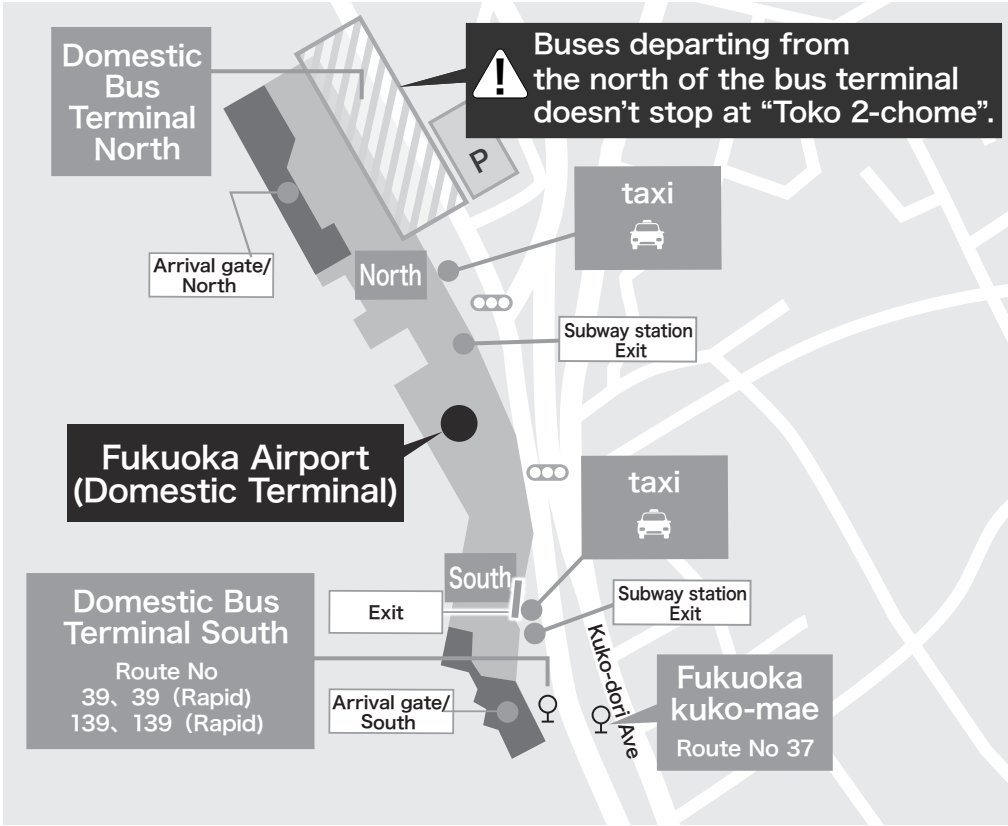 Domestic
Bus
Terminal
North
Buses departing from
the north of the bus terminal
doesn't stop at “Toko 2-chome”.
P
taxi
Arrival gate/
North
North
Subway station
Exit
Fukuoka Airport
(Domestic Terminal)
taxi
South
Domestic Bus
Terminal South
Route No
39、39（Rapid）
139、139（Rapid）
Exit
Subway station
Exit
Kuko-dori Ave
Arrival gate/
South
Fukuoka
kuko-mae
Route No 37